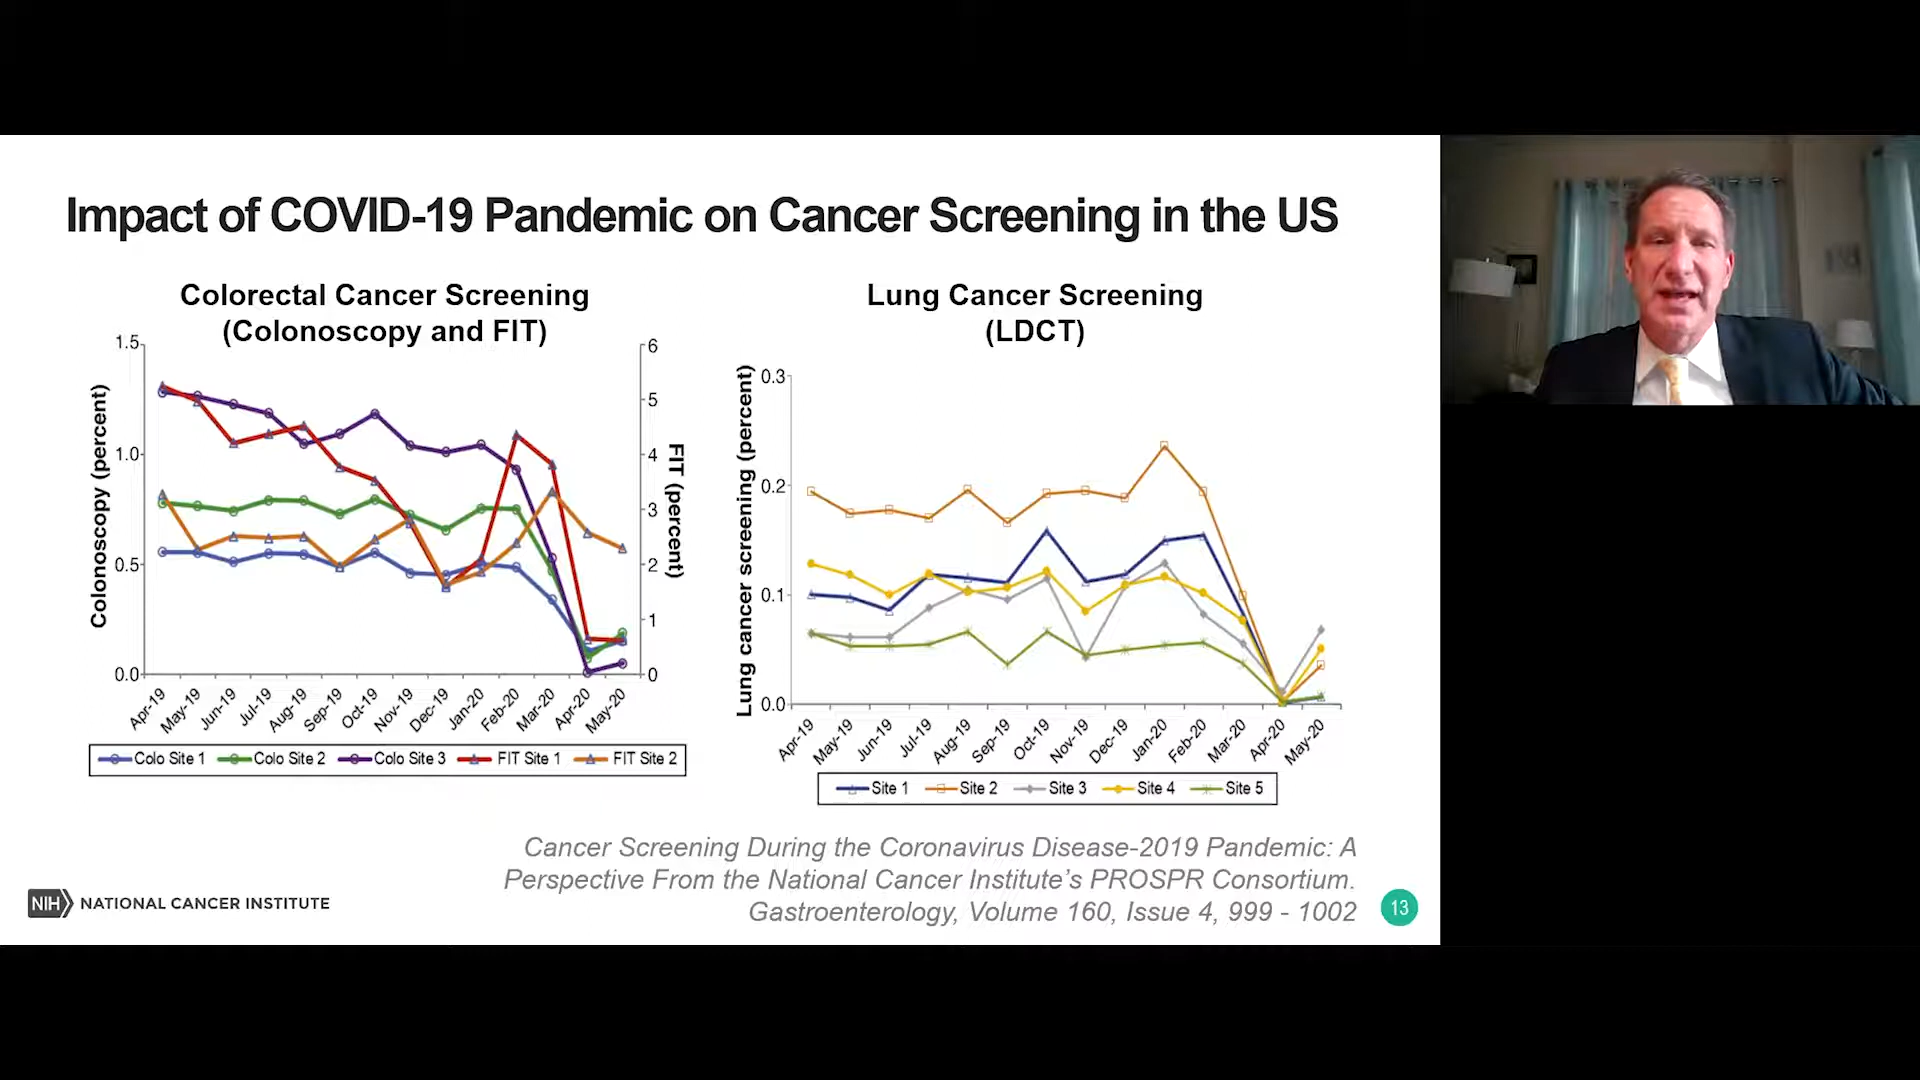 Impact of COVID-19 Pandemic on Cancer Screening in the US
Colorectal Cancer Screening
(Colonoscopy and FIT)
Colonoscopy (percent)
1.5
1.0
0.5
0.0
6
5
4
3
2
1
0
FIT (percent)
Apr-19 May-19 Jun-19 Jul-19 Aug-19 Sep-19 Oct-19 Nov-19 Dec-19 Jan-20 Feb-20 Mar-20 Apr-20 May-20
Colo Site 1 Colo Site 2 Colo Site 3 FIT Site 1 FIT Site 2
Lung Cancer Screening
(LDCT)
Lung cancer screening (percent)
0.3
0.2
0.1
0.0
Apr-19 May-19 Jun-19 Jul-19 Aug-19 Sep-19 Oct-19 Nov-19 Dec-19 Jan-20 Feb-20 Mar-20 Apr-20 May-20
Site 1 Site 2 Site 3 Site 4 Site 5
Cancer Screening During the Coronavirus Disease-2019 Pandemic: A
Perspective From the National Cancer Institute’s PROSPR Consortium.
Gastroenterology, Volume 160, Issue 4, 999 - 1002
NIH NATIONAL CANCER INSTITUTE
13